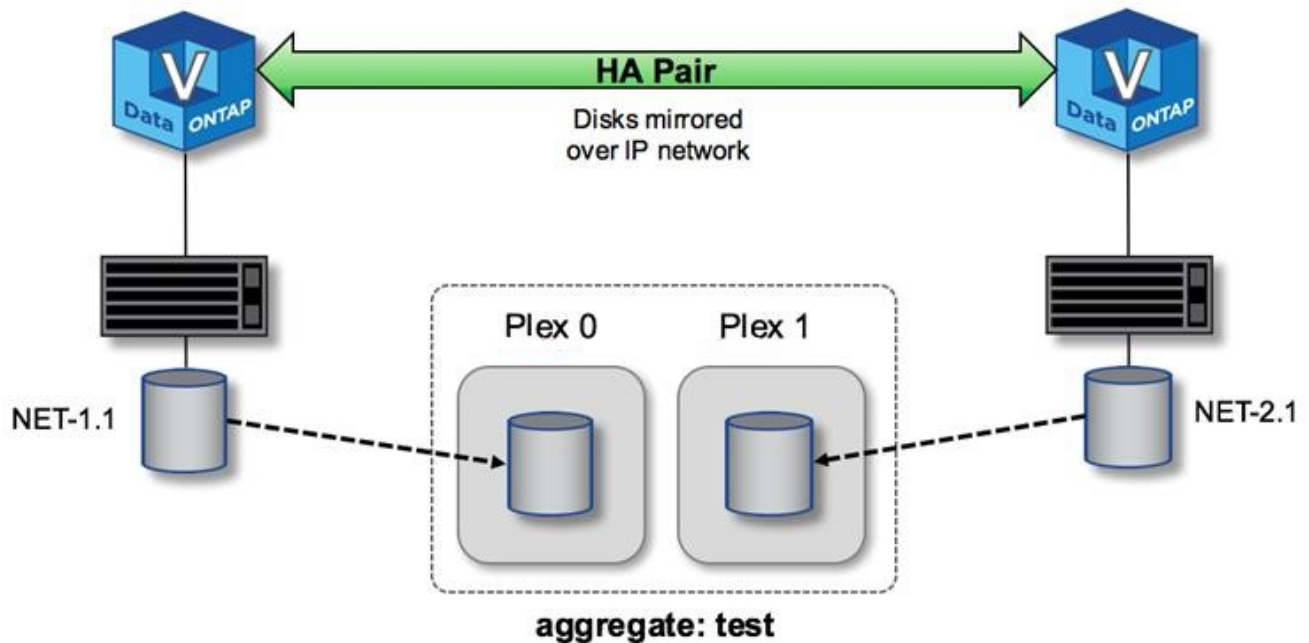 V
Data ONTAP
HA Pair
V
Data ONTAP
Disks mirrored
over IP network
Plex 0
Plex 1
NET-1.1
NET-2.1
aggregate: test